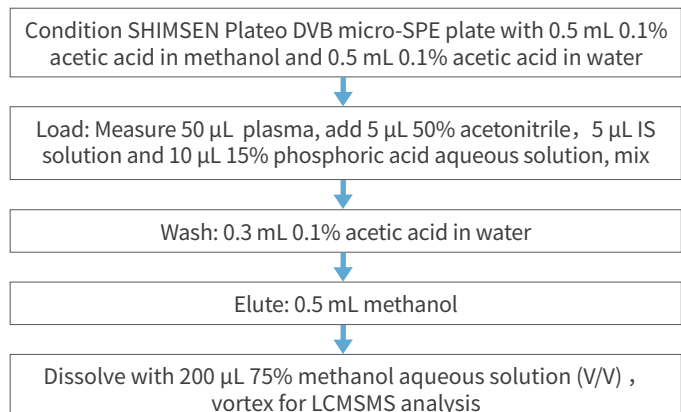 Condition SHIMSEN Plateo DVB micro-SPE plate with 0.5 mL 0.1%
acetic acid in methanol and 0.5 mL 0.1% acetic acid in water
Load: Measure 50 µL plasma, add 5 µL 50% acetonitrile，5 µL IS
solution and 10 µL 15% phosphoric acid aqueous solution, mix
Wash: 0.3 mL 0.1% acetic acid in water
Elute: 0.5 mL methanol
Dissolve with 200 µL 75% methanol aqueous solution (V/V) ，
vortex for LCMSMS analysis